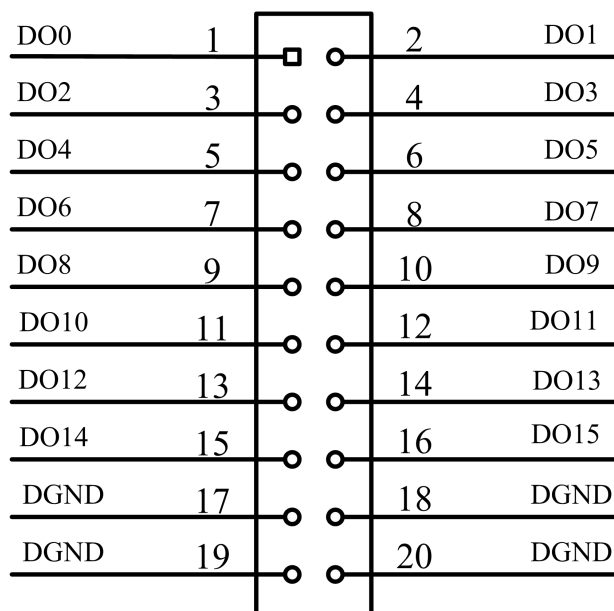 DO0 1 2 DO1
DO2 3 4 DO3
DO4 5 6 DO5
DO6 7 8 DO7
DO8 9 10 DO9
DO10 11 12 DO11
DO12 13 14 DO13
DO14 15 16 DO15
DGND 17 18 DGND
DGND 19 20 DGND